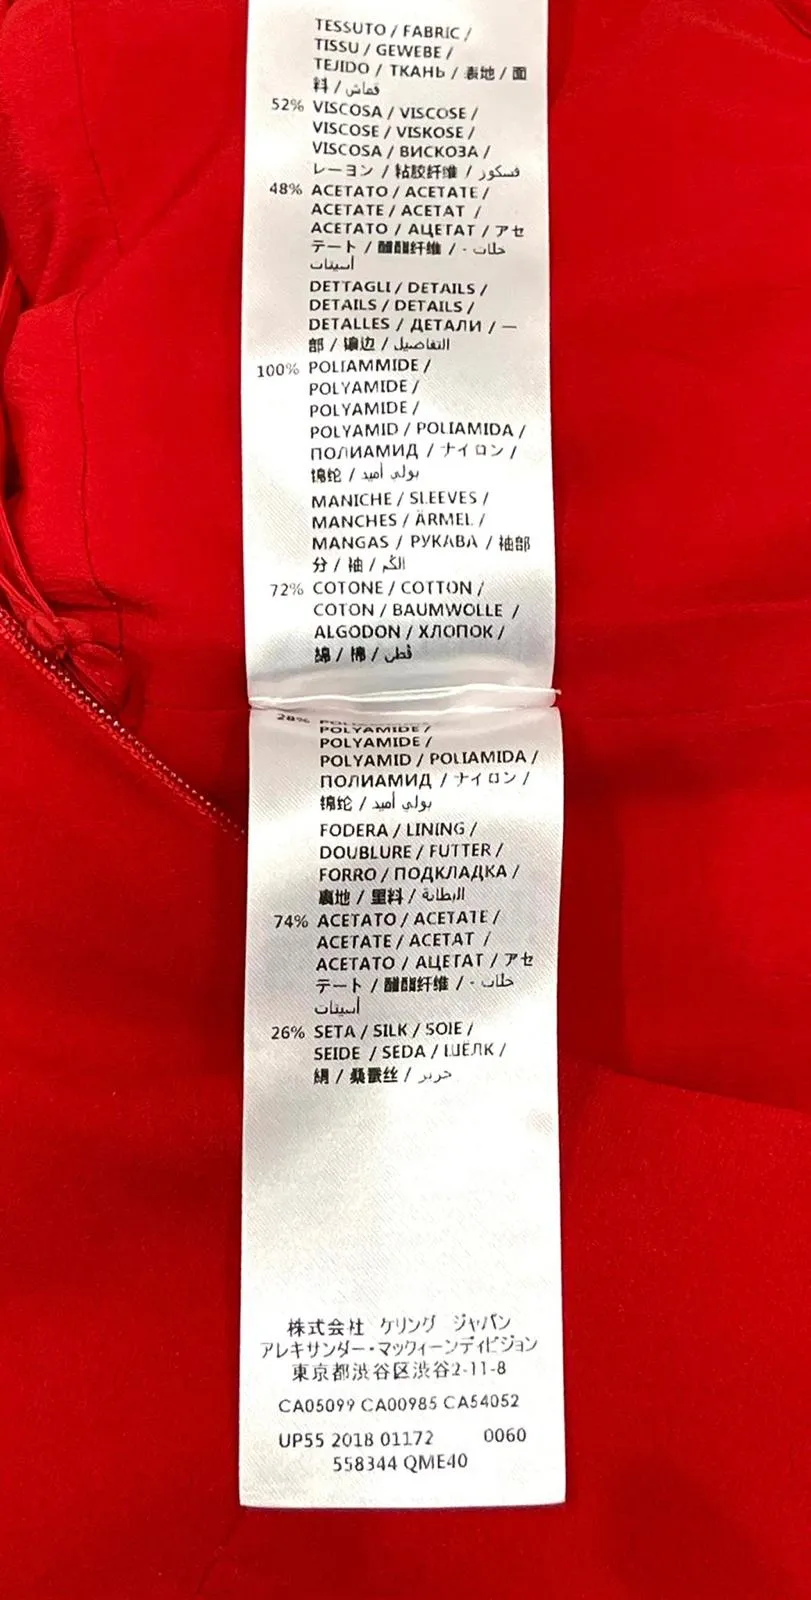 TESSUTO / FABRIC /
TISSU / GEWEBE /
TEJIDO / ТКАНЬ / 表地 / 面
料 / قماش
52% VISCOSA / VISCOSE /
VISCOSE / VISKOSE /
VISCOSA / ВИСКОЗА /
レーヨン / 粘胶纤维 / فسكور
48% ACETATO / ACETATE /
ACETATE / ACETAT /
ACETATO / АЦЕТАТ / アセ
テート / 醋酯纤维 / خلات -
أسيتات
DETTAGLI / DETAILS /
DETAILS / DETAILS /
DETALLES / ДЕТАЛИ / 一
部 / 镶边 / التفاصيل
100% POLIAMMIDE /
POLYAMIDE /
POLYAMIDE /
POLYAMID / POLIAMIDA /
ПОЛИАМИД / ナイロン /
锦纶 / بولي أميد
MANICHE / SLEEVES /
MANCHES / ÄRMEL /
MANGAS / РУКАВА / 袖部
分 / 袖 / الكُم
72% COTONE / COTTON /
COTON / BAUMWOLLE /
ALGODON / ХЛОПОК /
綿 / 棉 / قُطن
28%
POLYAMIDE /
POLYAMIDE /
POLYAMID / POLIAMIDA /
ПОЛИАМИД / ナイロン /
锦纶 / بولي أميد
FODERA / LINING /
DOUBLURE / FUTTER /
FORRO / ПОДКЛАДКА /
裏地 / 里料 / البطانة
74% ACETATO / ACETATE /
ACETATE / ACETAT /
ACETATO / АЦЕТАТ / アセ
テート / 醋酯纤维 / خلات -
أسيتات
26% SETA / SILK / SOIE /
SEIDE / SEDA / ШЁЛК /
絹 / 桑蚕丝 / حرير
株式会社 ケリング ジャパン
アレキサンダー・マックィーンディビジョン
東京都渋谷区渋谷2-11-8
CA05099 CA00985 CA54052
UP55 2018 01172 0060
558344 QME40